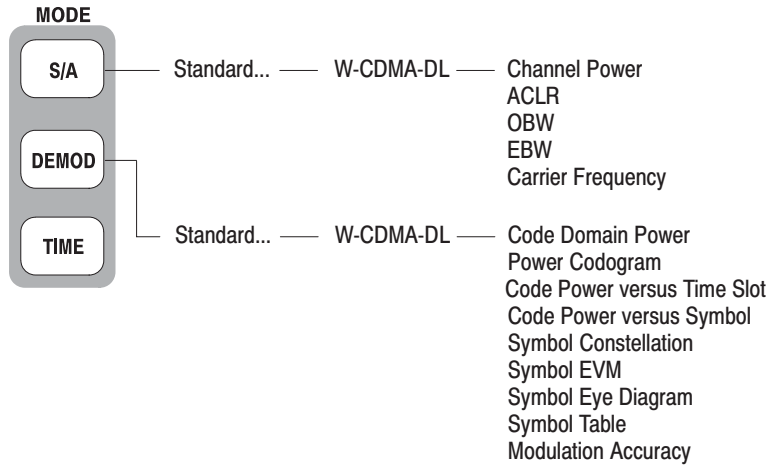 MODE
S/A Standard... W-CDMA-DL Channel Power
ACLR
OBW
EBW
DEMOD
Carrier Frequency
TIME
Standard... W-CDMA-DL Code Domain Power
Power Codogram
Code Power versus Time Slot
Code Power versus Symbol
Symbol Constellation
Symbol EVM
Symbol Eye Diagram
Symbol Table
Modulation Accuracy